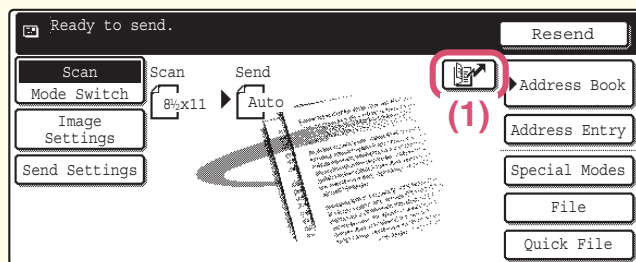 Ready to send.
Resend
Scan
Mode Switch
Scan
Send
8½x11
Auto
Address Book
(1)
Image
Settings
Address Entry
Send Settings
Special Modes
File
Quick File